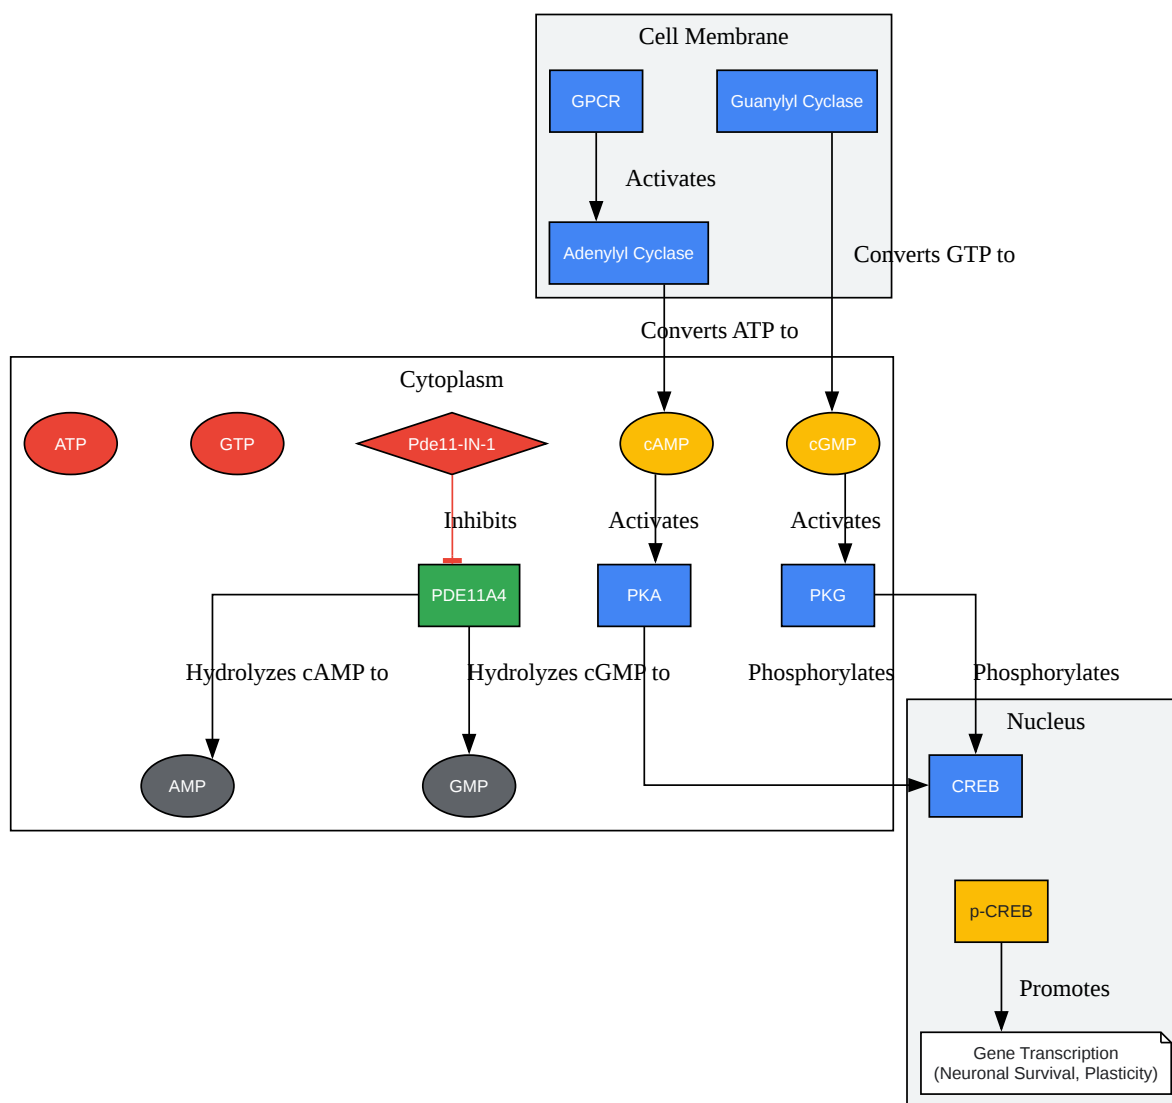 Cell Membrane
GPCR
Guanylyl Cyclase
Activates
Adenylyl Cyclase
Converts GTP to
Converts ATP to
Cytoplasm
ATP
GTP
Pde11-IN-1
cAMP
cGMP
Inhibits
Activates
Activates
PDE11A4
PKA
PKG
Hydrolyzes cAMP to
Hydrolyzes cGMP to
Phosphorylates
Phosphorylates
Nucleus
AMP
GMP
CREB
p-CREB
Promotes
Gene Transcription
(Neuronal Survival, Plasticity)